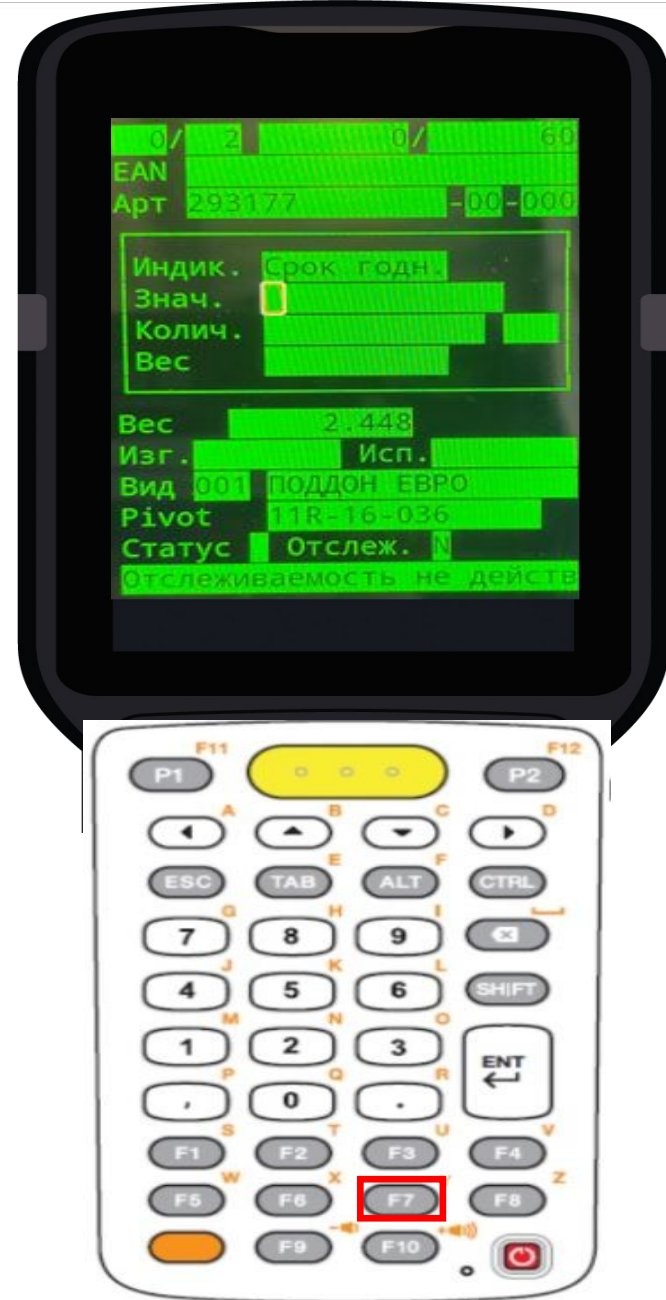 0/ 2 0/ 60
EAN
Арт 293177 -00-000
Индик. Срок годн.
Знач.
Колич.
Вес
Вес 2.448
Изг. Исп.
Вид 001 ПОДДОН ЕВРО
Pivot 11R-16-036
Статус Отслеж. N
Отслеживаемость не действ
F11 F12
P1 P2
A B C D
E F
ESC TAB ALT CTRL
G H I
7 8 9
J K L
4 5 6 SHIFT
M N O
1 2 3 ENT
P Q R
, 0 .
S T U V
F1 F2 F3 F4
W X Z
F5 F6 F7 F8
F9 F10